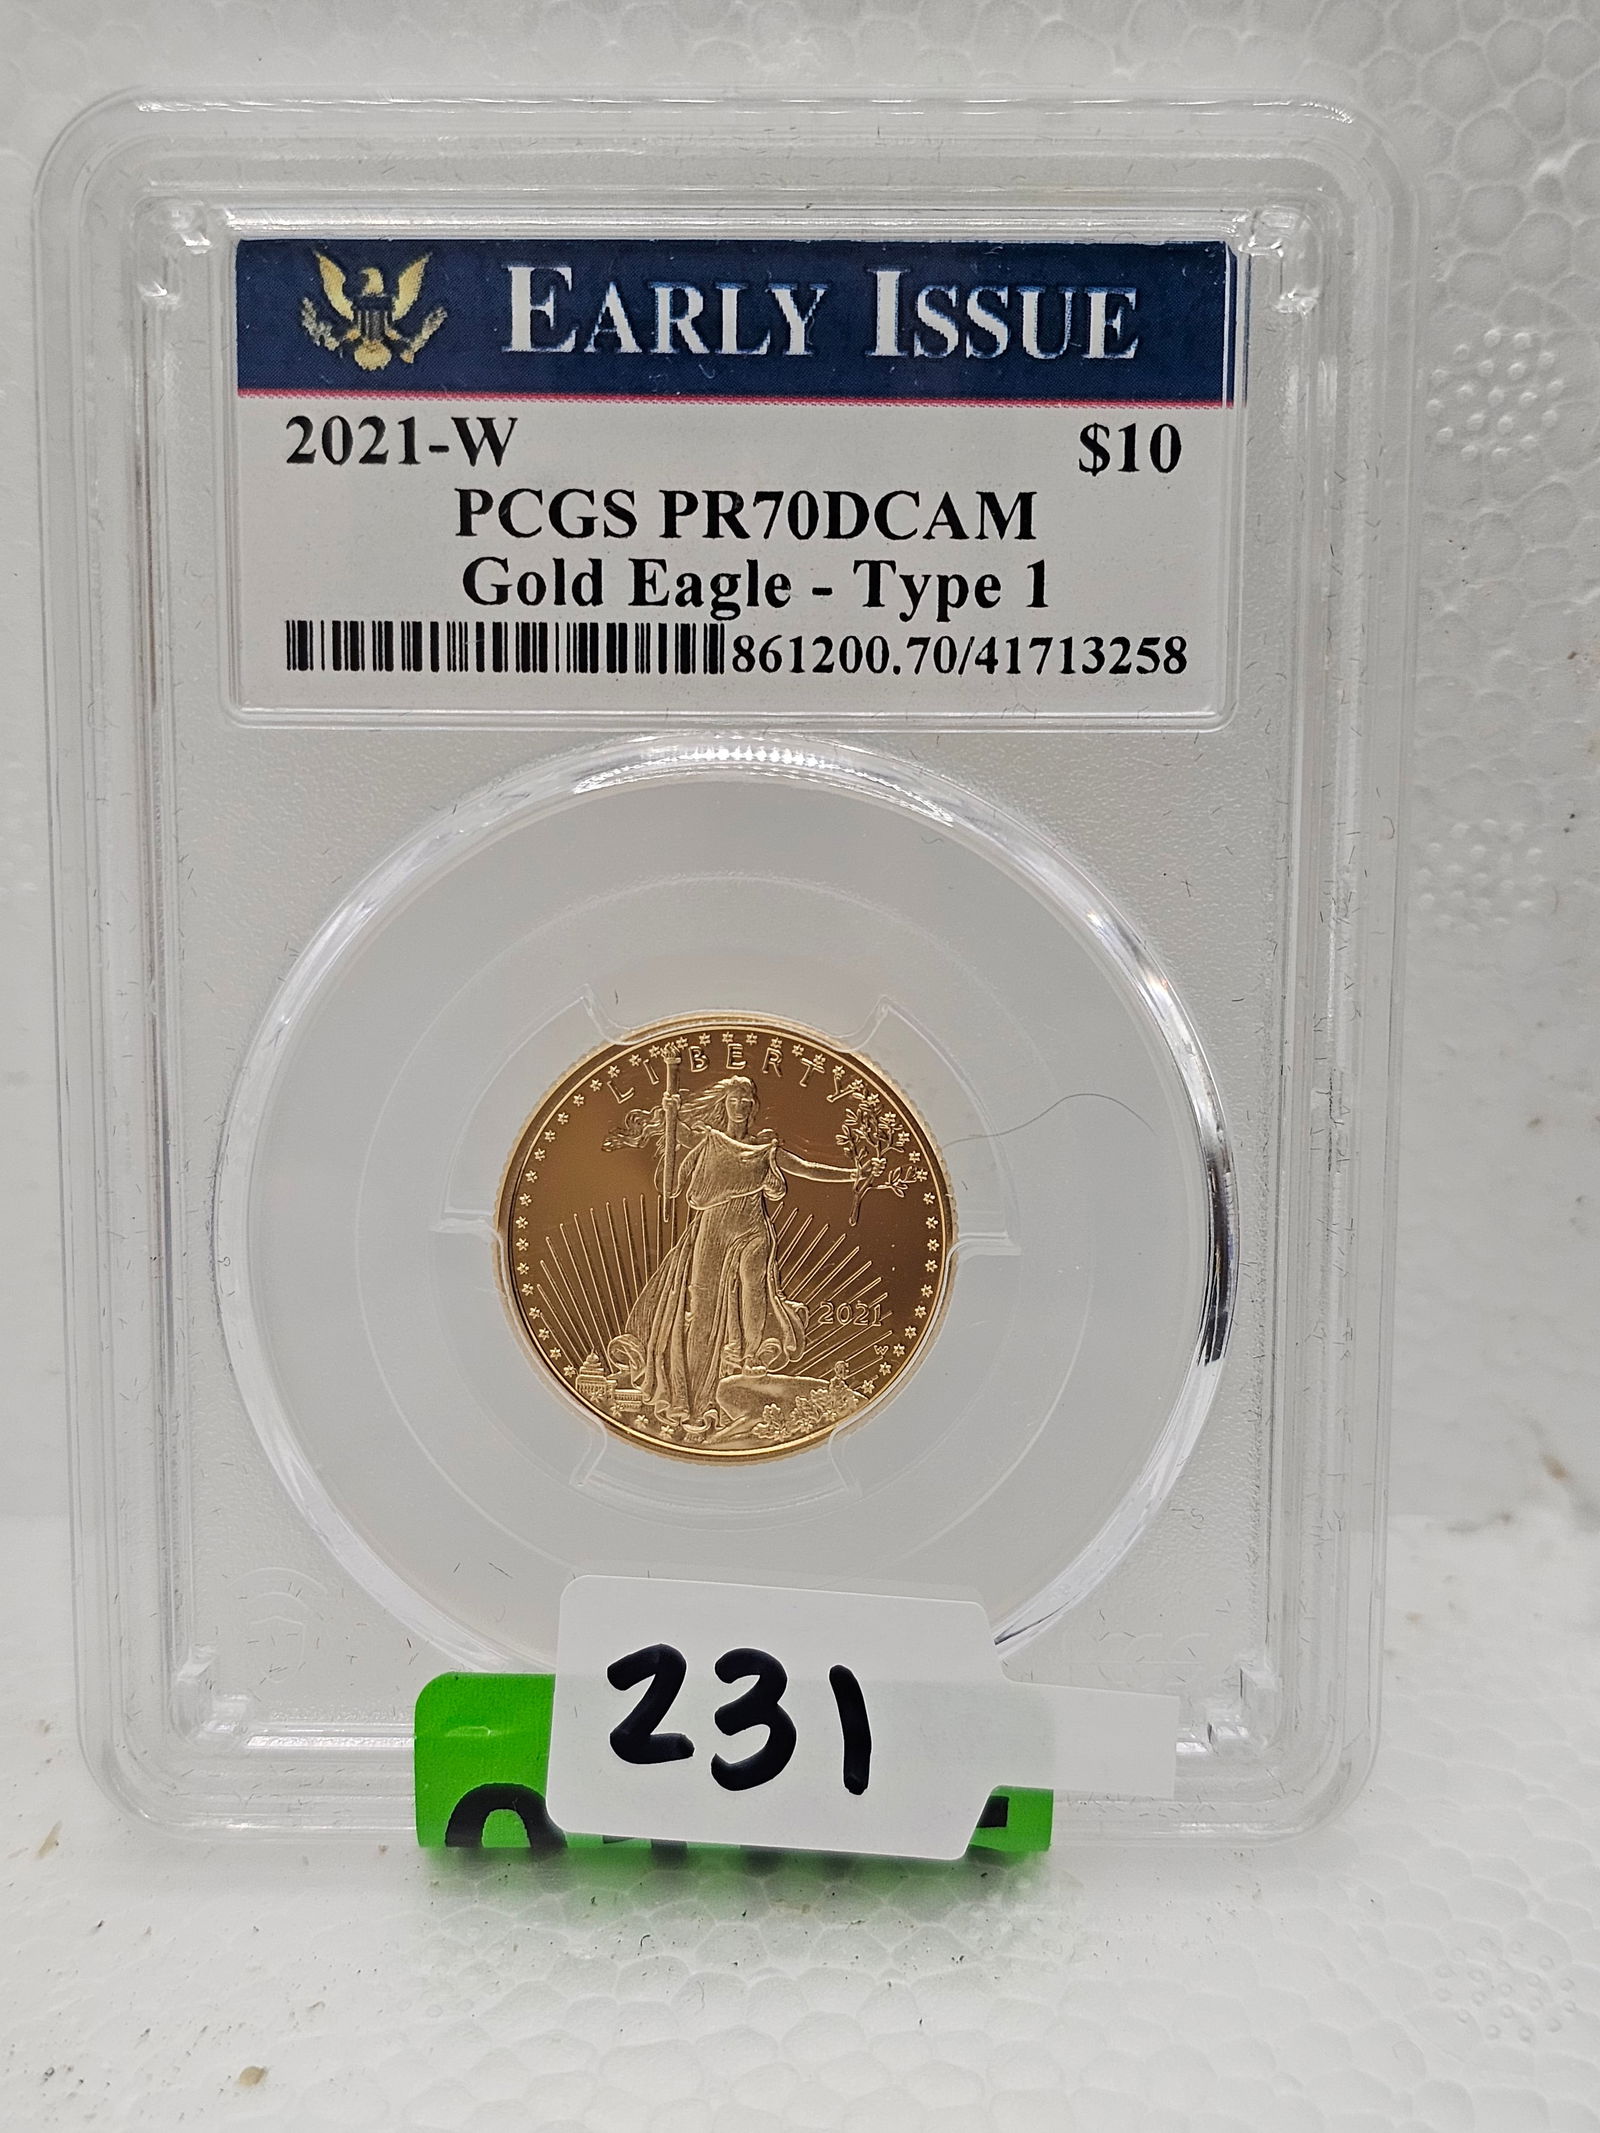 EARLY ISSUE
2021-W $10
PCGS PR70DCAM
Gold Eagle - Type 1
861200.70/41713258
LIBERTY
2021
W
231